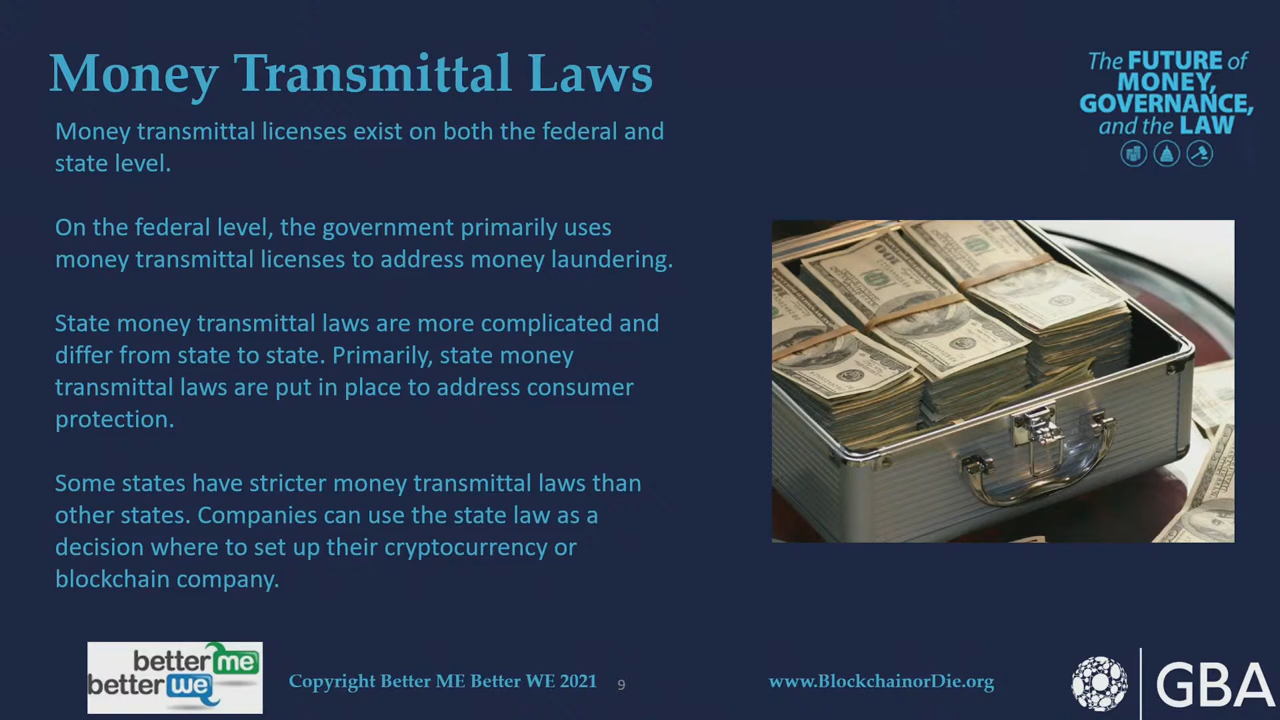 Money Transmittal Laws
Money transmittal licenses exist on both the federal and
state level.
On the federal level, the government primarily uses
money transmittal licenses to address money laundering.
State money transmittal laws are more complicated and
differ from state to state. Primarily, state money
transmittal laws are put in place to address consumer
protection.
Some states have stricter money transmittal laws than
other states. Companies can use the state law as a
decision where to set up their cryptocurrency or
blockchain company.
The FUTURE of
MONEY,
GOVERNANCE,
and the LAW
better me
better we
Copyright Better ME Better WE 2021
9
www.BlockchainorDie.org
GBA